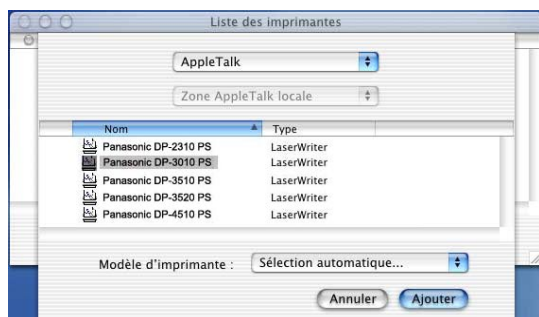 Liste des imprimantes
AppleTalk
Zone AppleTalk locale
Nom Type
Panasonic DP-2310 PS LaserWriter
Panasonic DP-3010 PS LaserWriter
Panasonic DP-3510 PS LaserWriter
Panasonic DP-3520 PS LaserWriter
Panasonic DP-4510 PS LaserWriter
Modèle d'imprimante : Sélection automatique...
Annuler Ajouter